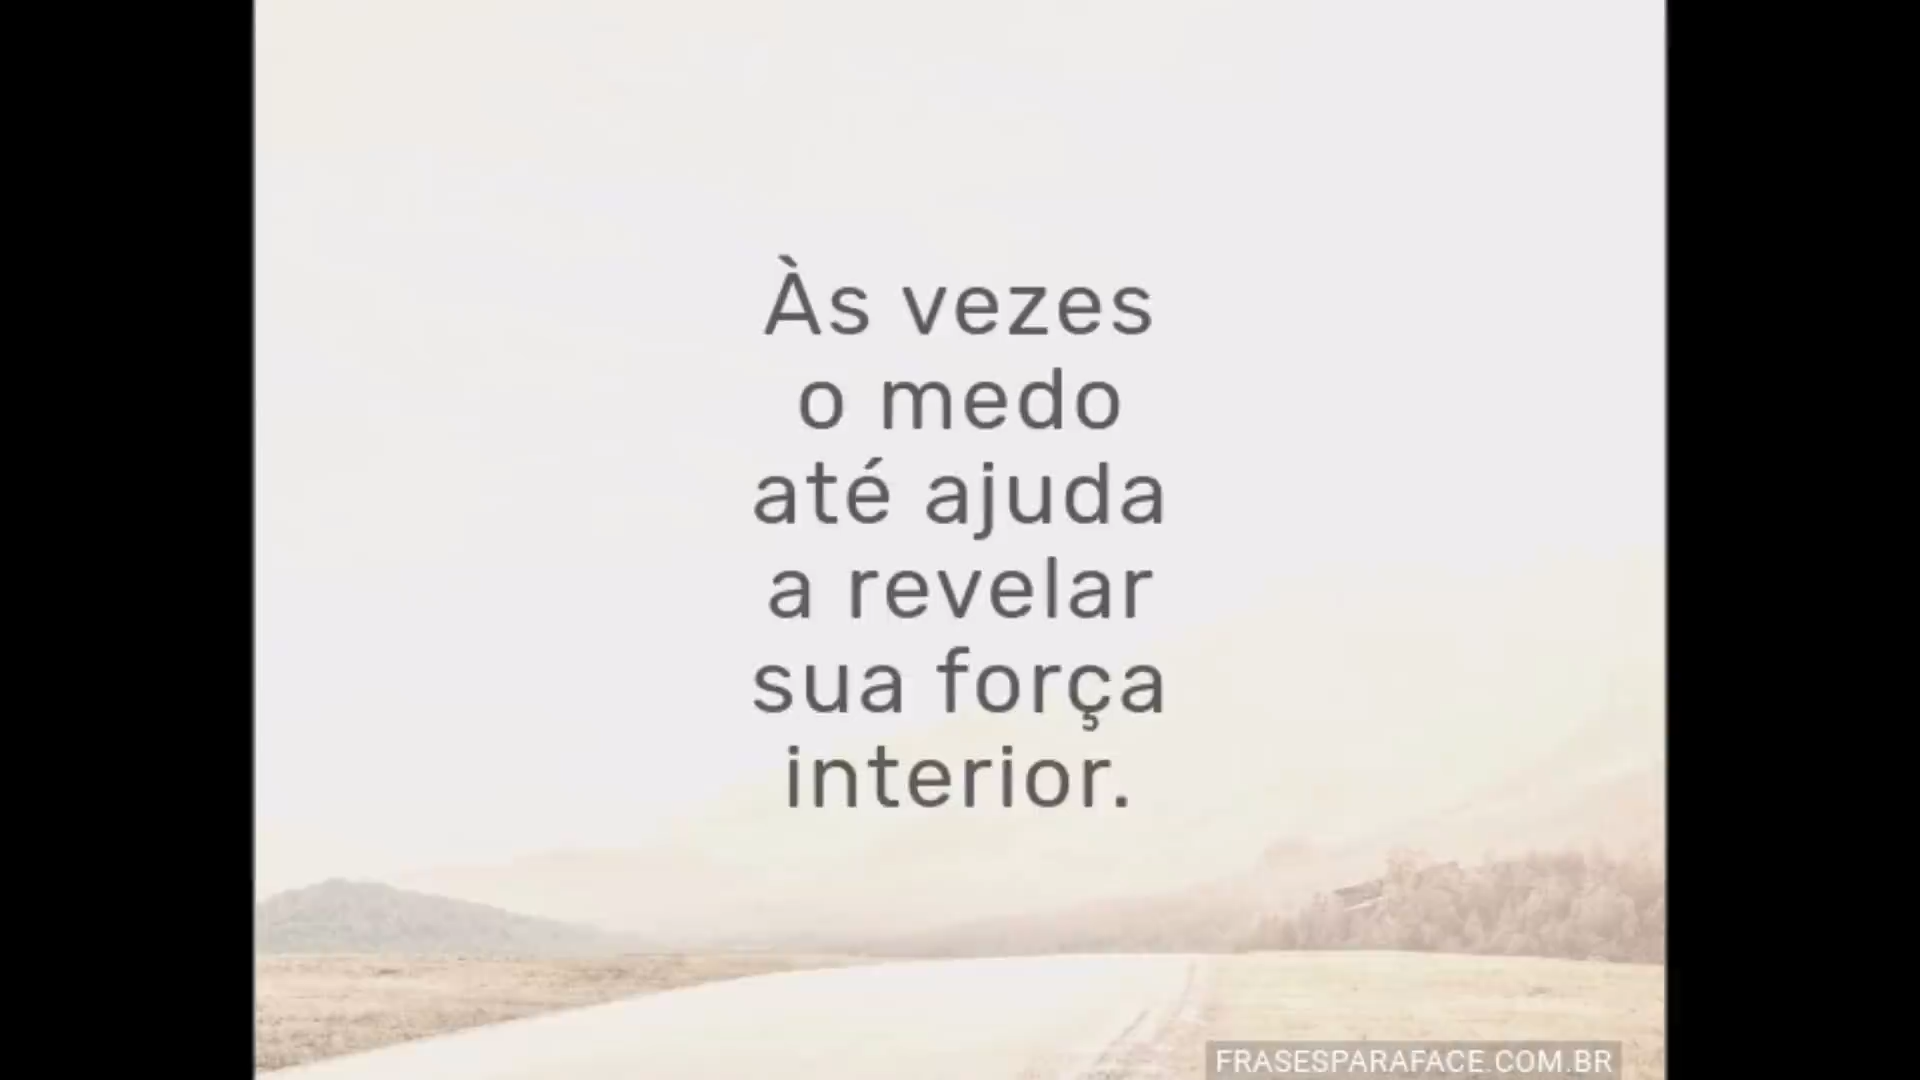 Às vezes
o medo
até ajuda
a revelar
sua força
interior.
FRASESPARAFACE.COM.BR